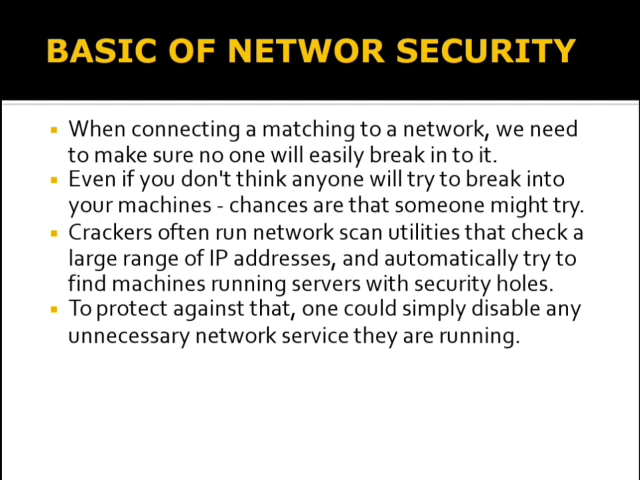 BASIC OF NETWOR SECURITY
▪ When connecting a matching to a network, we need
to make sure no one will easily break in to it.
▪ Even if you don't think anyone will try to break into
your machines - chances are that someone might try.
▪ Crackers often run network scan utilities that check a
large range of IP addresses, and automatically try to
find machines running servers with security holes.
▪ To protect against that, one could simply disable any
unnecessary network service they are running.